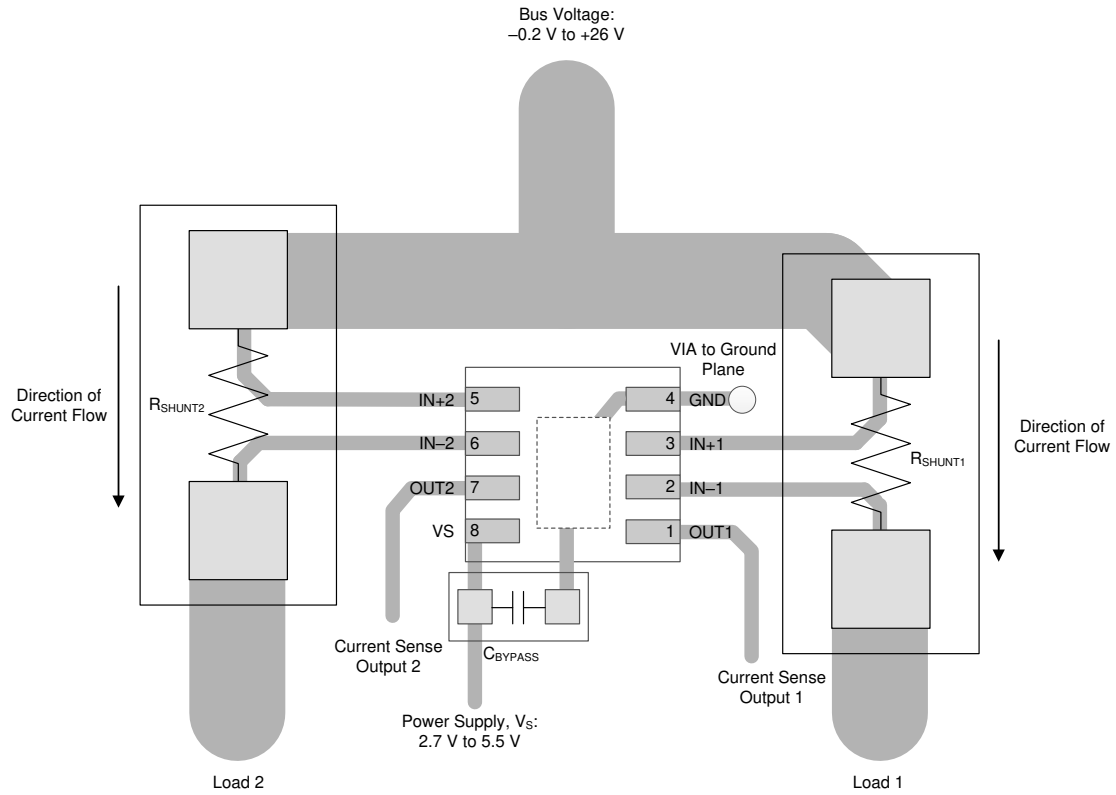 Bus Voltage:
–0.2 V to +26 V
VIA to Ground
Plane
Direction of
Current Flow
RSHUNT2
IN+2
5
4
GND
IN–2
6
3
IN+1
Direction of
Current Flow
RSHUNT1
OUT2
7
2
IN–1
VS
8
1
OUT1
CBYPASS
Current Sense
Output 2
Current Sense
Output 1
Power Supply, VS:
2.7 V to 5.5 V
Load 2
Load 1